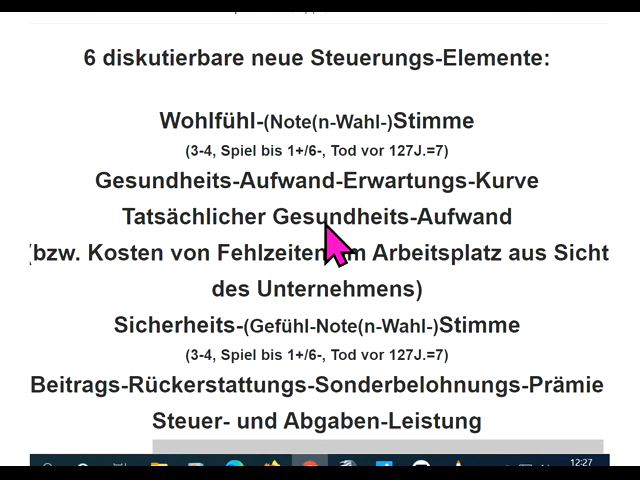 6 diskutierbare neue Steuerungs-Elemente:
Wohlfühl-(Note(n-Wahl-)Stimme
(3-4, Spiel bis 1+/6-, Tod vor 127J.=7)
Gesundheits-Aufwand-Erwartungs-Kurve
Tatsächlicher Gesundheits-Aufwand
(bzw. Kosten von Fehlzeiten Arbeitsplatz aus Sicht
des Unternehmens)
Sicherheits-(Gefühl-Note(n-Wahl-)Stimme
(3-4, Spiel bis 1+/6-, Tod vor 127J.=7)
Beitrags-Rückerstattungs-Sonderbelohnungs-Prämie
Steuer- und Abgaben-Leistung
12:27